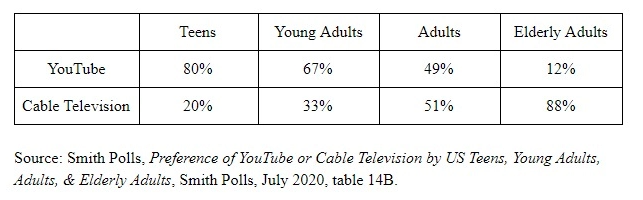 Teens Young Adults Adults Elderly Adults
YouTube 80% 67% 49% 12%
Cable Television 20% 33% 51% 88%
Source: Smith Polls, Preference of YouTube or Cable Television by US Teens, Young Adults,
Adults, & Elderly Adults, Smith Polls, July 2020, table 14B.